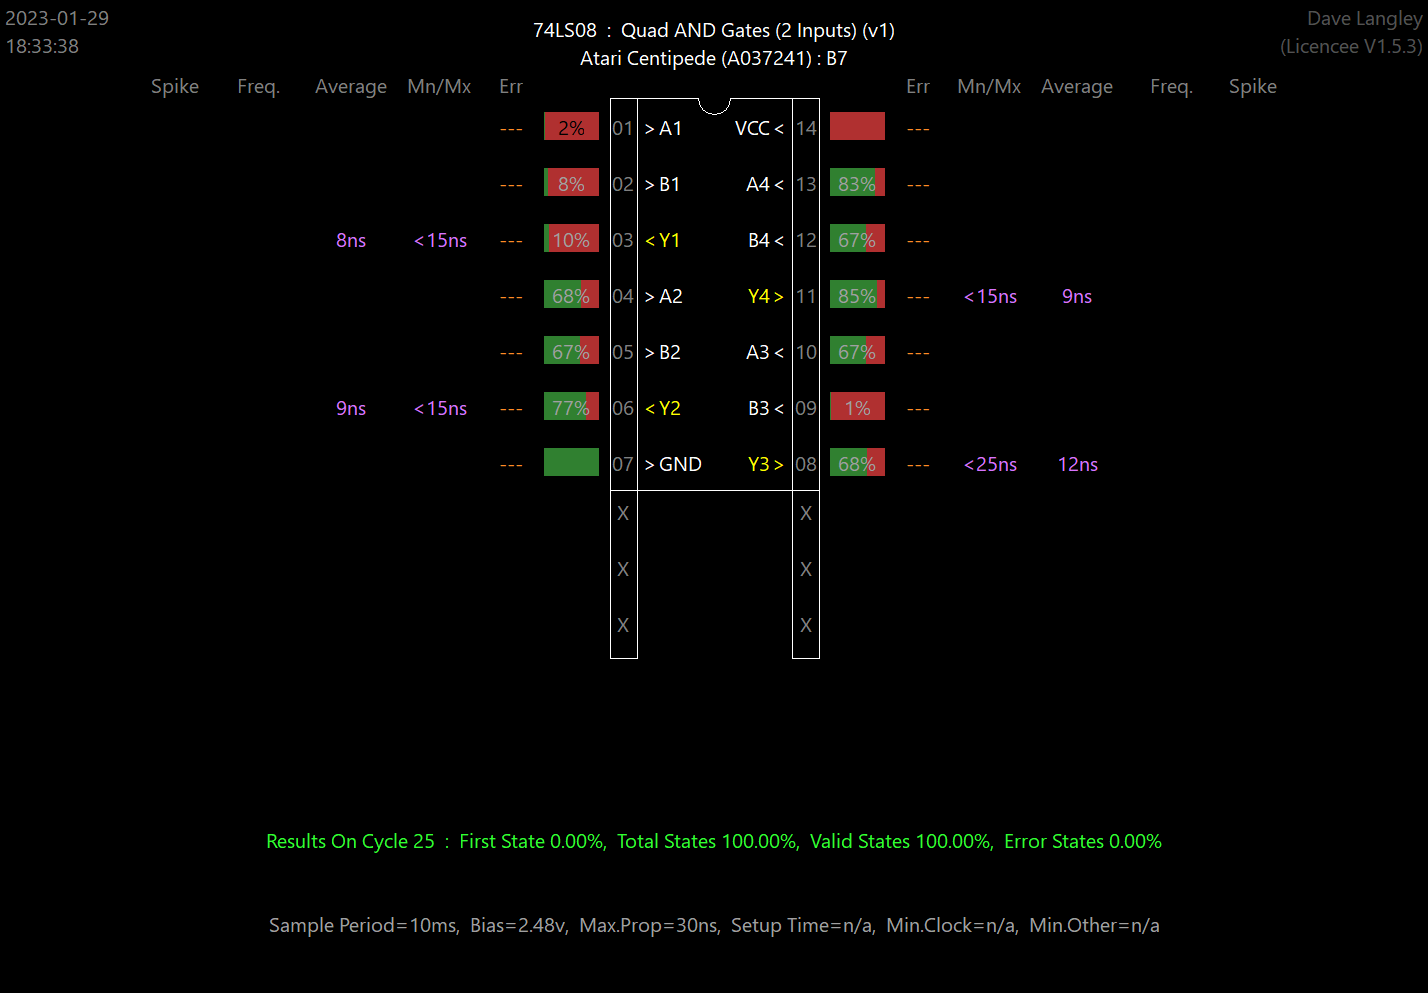 2023-01-29
18:33:38
74LS08 : Quad AND Gates (2 Inputs) (v1)
Atari Centipede (A037241) : B7
Dave Langley
(Licencee V1.5.3)
Spike Freq. Average Mn/Mx Err Err Mn/Mx Average Freq. Spike
--- 2% 01 > A1 VCC < 14 ---
--- 8% 02 > B1 A4 < 13 83% ---
8ns <15ns --- 10% 03 < Y1 B4 < 12 67% ---
--- 68% 04 > A2 Y4 > 11 85% --- <15ns 9ns
--- 67% 05 > B2 A3 < 10 67% ---
9ns <15ns --- 77% 06 < Y2 B3 < 09 1% ---
--- 07 > GND Y3 > 08 68% --- <25ns 12ns
X X
X X
X X
Results On Cycle 25 : First State 0.00%, Total States 100.00%, Valid States 100.00%, Error States 0.00%
Sample Period=10ms, Bias=2.48v, Max.Prop=30ns, Setup Time=n/a, Min.Clock=n/a, Min.Other=n/a